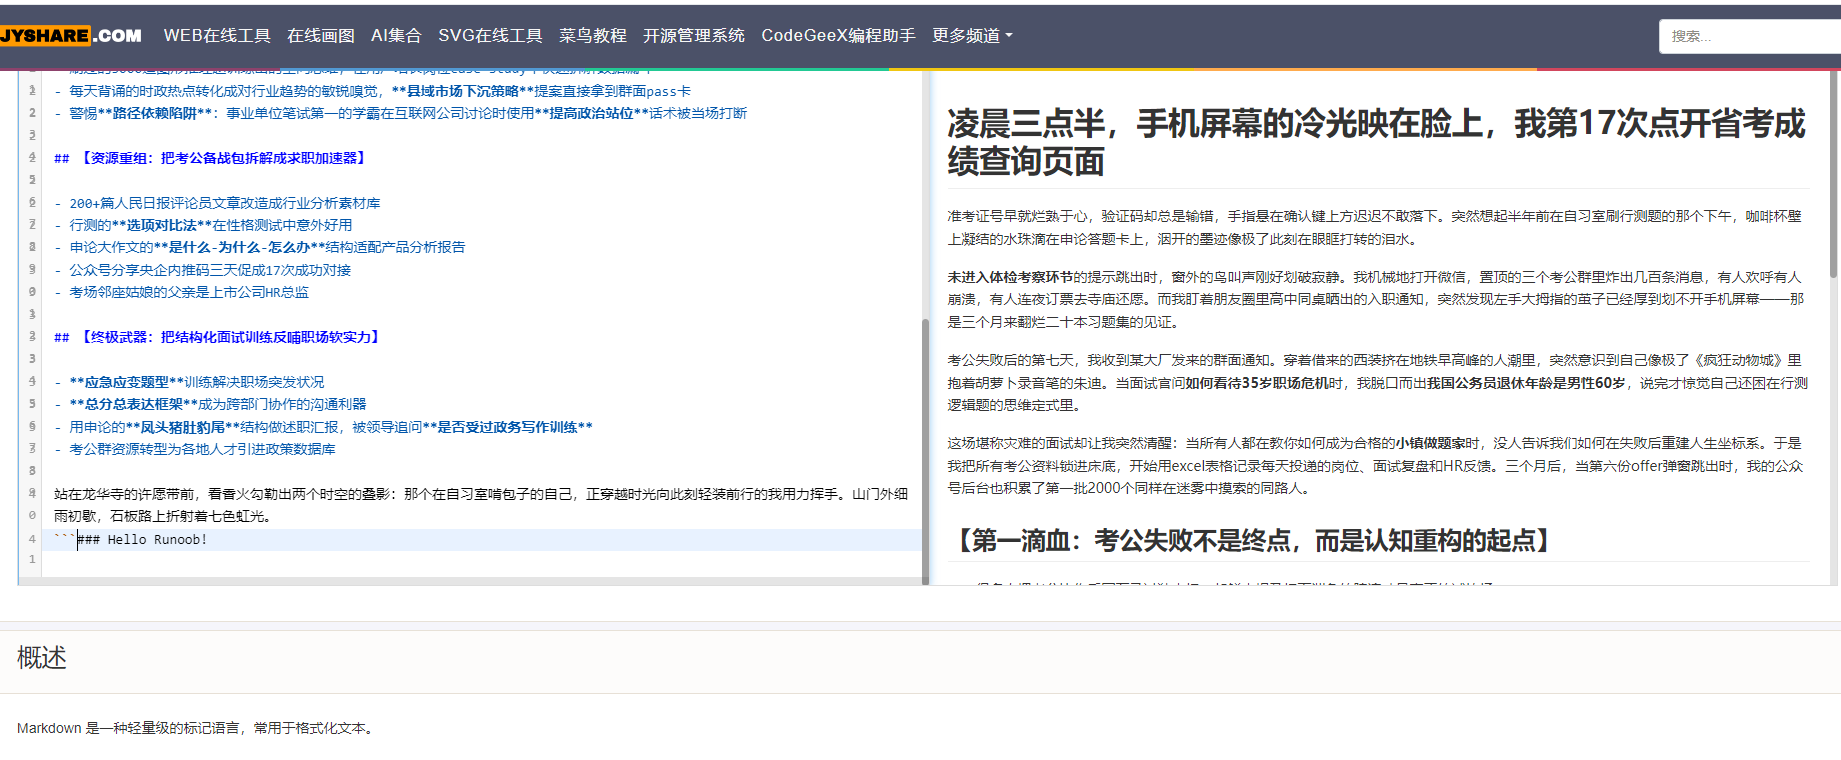 JYSHARE.COM WEB在线工具 在线画图 AI集合 SVG在线工具 菜鸟教程 开源管理系统 CodeGeeX编程助手 更多频道 搜索...
- 每天背诵的时政热点转化成对行业趋势的敏锐嗅觉，**县域市场下沉策略**提案直接拿到群面pass卡
- 警惕**路径依赖陷阱**：事业单位笔试第一的学霸在互联网公司讨论时使用**提高政治站位**话术被当场打断
## 【资源重组：把考公备战包拆解成求职加速器】
- 200+篇人民日报评论员文章改造成行业分析素材库
- 行测的**选项对比法**在性格测试中意外好用
- 申论大作文的**是什么-为什么-怎么办**结构适配产品分析报告
- 公众号分享央企内推码三天促成17次成功对接
- 考场邻座姑娘的父亲是上市公司HR总监
## 【终极武器：把结构化面试训练反哺职场软实力】
- **应急应变题型**训练解决职场突发状况
- **总分总表达框架**成为跨部门协作的沟通利器
- 用申论的**凤头猪肚豹尾**结构做述职汇报，被领导追问**是否受过政务写作训练**
- 考公群资源转型为各地人才引进政策数据库
站在龙华寺的许愿带前，看香火勾勒出两个时空的叠影：那个在自习室啃包子的自己，正穿越时光向此刻轻装前行的我用力挥手。山门外细
雨初歇，石板路上折射着七色虹光。
```### Hello Runoob!
凌晨三点半，手机屏幕的冷光映在脸上，我第17次点开省考成
绩查询页面
准考证号早就烂熟于心，验证码却总是输错，手指悬在确认键上方迟迟不敢落下。突然想起半年前在自习室刷行测题的那个下午，咖啡杯壁
上凝结的水珠滴在申论答题卡上，洇开的墨迹像极了此刻在眼眶打转的泪水。
未进入体检考察环节的提示跳出时，窗外的鸟叫声刚好划破寂静。我机械地打开微信，置顶的三个考公群里炸出几百条消息，有人欢呼有人
崩溃，有人连夜订票去寺庙还愿。而我盯着朋友圈里高中同桌晒出的入职通知，突然发现左手大拇指的茧子已经厚到划不开手机屏幕——那
是三个月来翻烂二十本习题集的见证。
考公失败后的第七天，我收到某大厂发来的群面通知。穿着借来的西装挤在地铁早高峰的人潮里，突然意识到自己像极了《疯狂动物城》里
抱着胡萝卜录音笔的朱迪。当面试官问如何看待35岁职场危机时，我脱口而出我国公务员退休年龄是男性60岁，说完才惊觉自己还困在行测
逻辑题的思维定式里。
这场堪称灾难的面试却让我突然清醒：当所有人都在教你如何成为合格的小镇做题家时，没人告诉我们如何在失败后重建人生坐标系。于是
我把所有考公资料锁进床底，开始用excel表格记录每天投递的岗位、面试复盘和HR反馈。三个月后，当第六份offer弹窗跳出时，我的公众
号后台也积累了第一批2000个同样在迷雾中摸索的同路人。
【第一滴血：考公失败不是终点，而是认知重构的起点】
概述
Markdown 是一种轻量级的标记语言，常用于格式化文本。